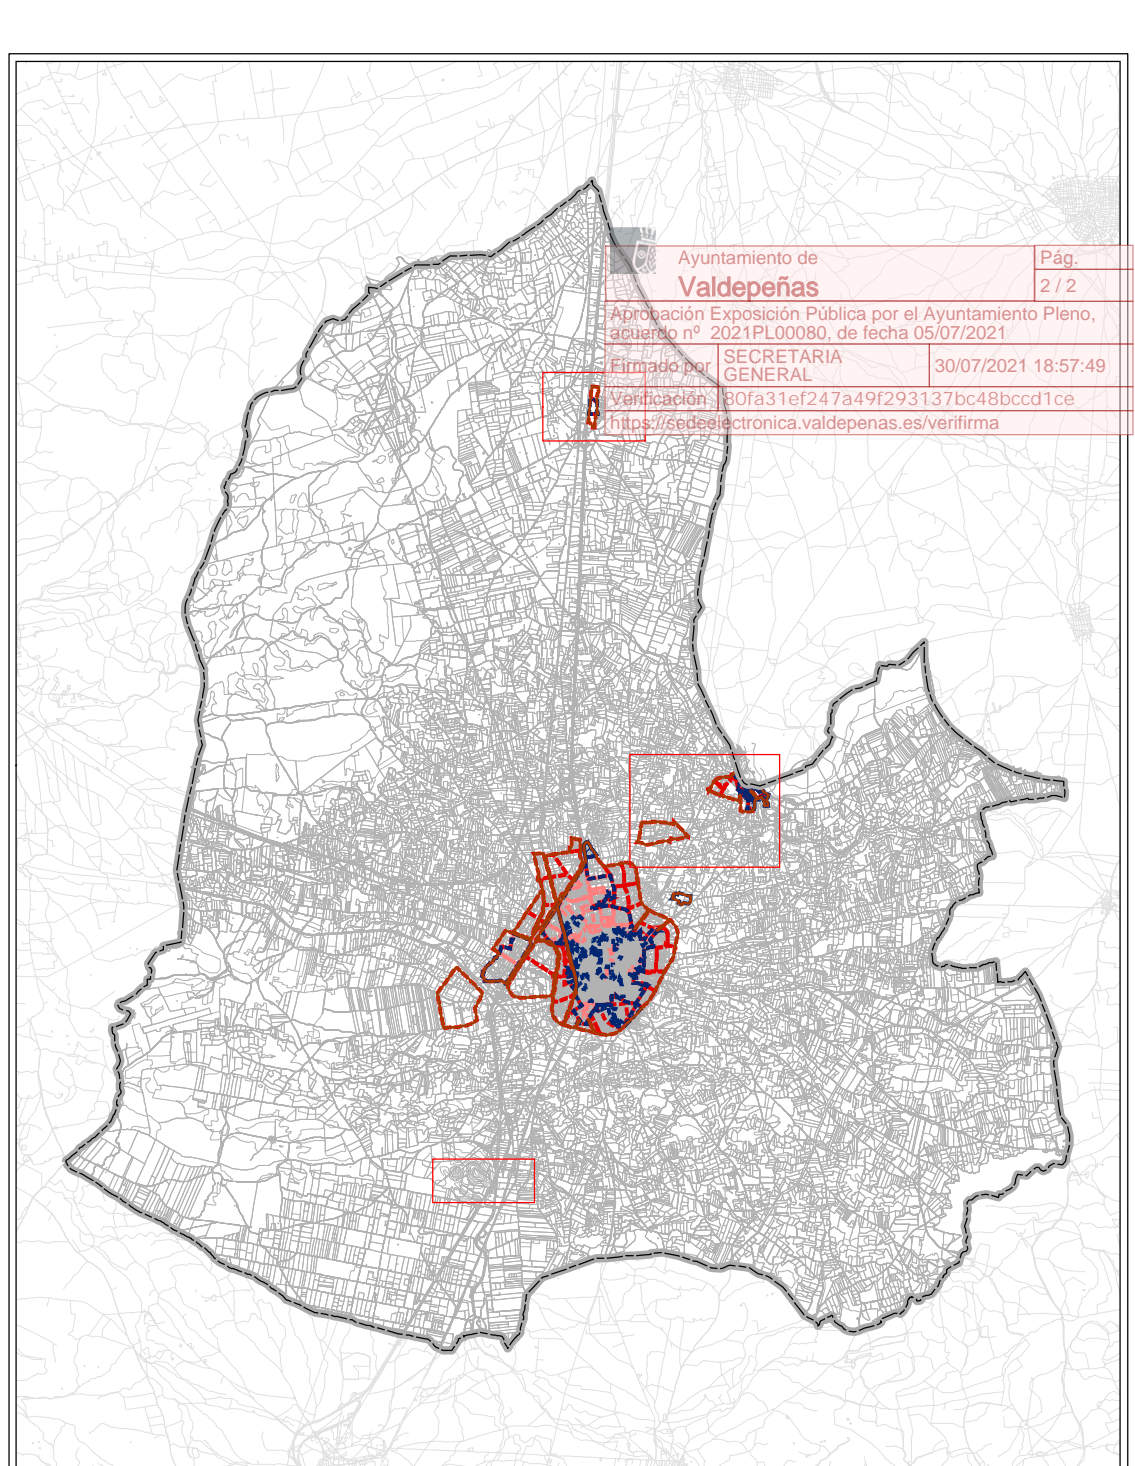 Ayuntamiento de
Valdepeñas
Pág.
2 / 2
Aprobación Exposición Pública por el Ayuntamiento Pleno,
acuerdo nº 2021PL00080, de fecha 05/07/2021
Firmado por
SECRETARIA
GENERAL
30/07/2021 18:57:49
Verificación
80fa31ef247a49f293137bc48bccd1ce
https://sedeelectronica.valdepenas.es/verifirma